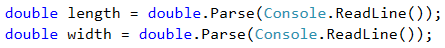 double length = double.Parse(Console.ReadLine());
double width = double.Parse(Console.ReadLine());